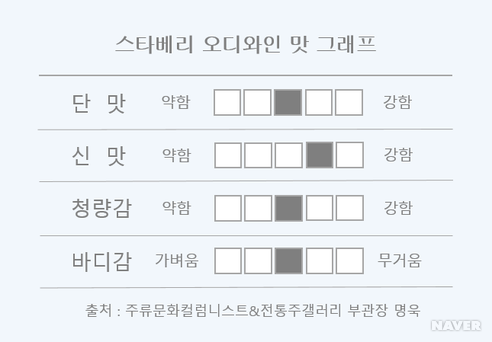 스타베리 오디와인 맛 그래프
단 맛 약함 강함
신 맛 약함 강함
청량감 약함 강함
바디감 가벼움 무거움
출처 : 주류문화컬럼니스트&전통주갤러리 부관장 명욱
NAVER